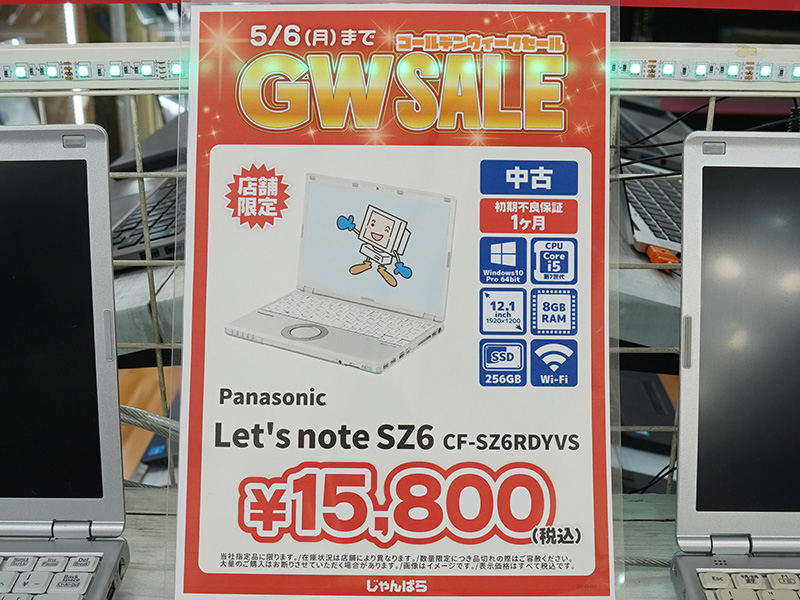 5/6(月)まで
ゴールデンウィークセール
GW SALE
店舗
限定
中古
初期不良保証
1ヶ月
Windows10
Pro 64bit
CPU
Core
i5
第7世代
12.1
inch
1920×1200
8GB
RAM
SSD
256GB
Wi-Fi
Panasonic
Let's note SZ6 CF-SZ6RDYVS
¥15,800
(税込)
当社指定品に限ります。/在庫状況は店舗により異なります。/数量限定につき品切れの際はご容赦ください。
大量のご購入はお断りさせていただく場合があります。/画像はイメージです。/表示価格はすべて税込です。
じゃんぱら
Back
Esc